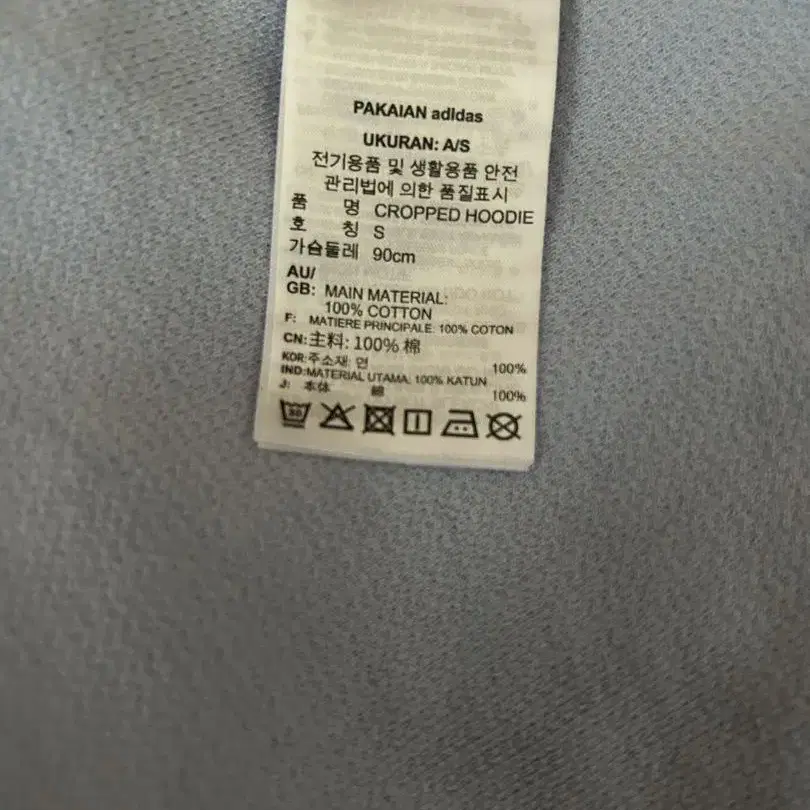 PAKAIAN adidas
UKURAN: A/S
전기용품 및 생활용품 안전
관리법에 의한 품질표시
품 명 CROPPED HOODIE
호 칭 S
가슴둘레 90cm
AU/
GB: MAIN MATERIAL:
100% COTTON
F: MATIERE PRINCIPALE: 100% COTON
CN:主料: 100% 棉
KOR:주소재: 면 100%
IND:MATERIAL UTAMA: 100% KATUN
J: 本体 綿 100%